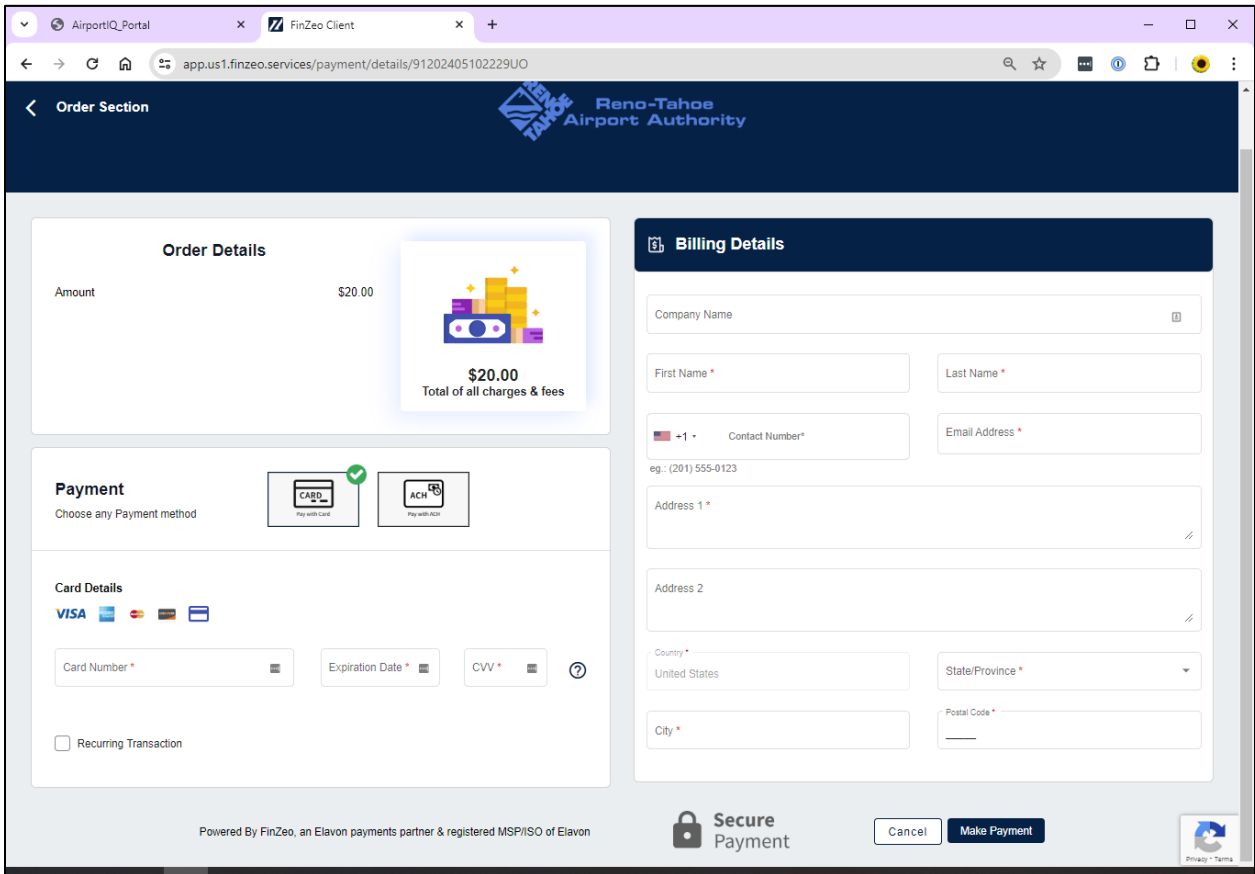 AirportIQ_Portal
FinZeo Client
app.us1.finzeo.services/payment/details/91202405102229UO
Order Section
RENO
TAHOE
Reno-Tahoe
Airport Authority
Order Details
Amount
$20.00
$20.00
Total of all charges & fees
Payment
Choose any Payment method
CARD
Pay with Card
ACH
Pay with ACH
Card Details
VISA
Card Number *
Expiration Date *
CVV *
Recurring Transaction
Billing Details
Company Name
First Name *
Last Name *
+1
Contact Number*
Email Address *
eg.: (201) 555-0123
Address 1 *
Address 2
Country *
United States
State/Province *
City *
Postal Code *
_____
Powered By FinZeo, an Elavon payments partner & registered MSP/ISO of Elavon
Secure
Payment
Cancel
Make Payment
Privacy - Terms